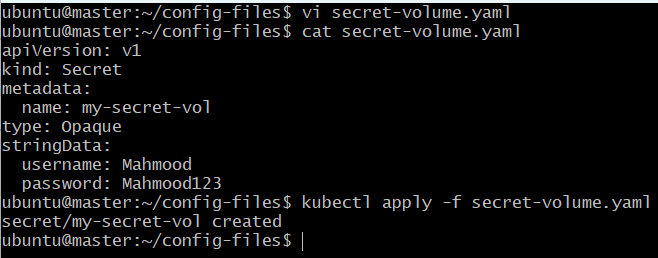 ubuntu@master:~/config-files$ vi secret-volume.yaml
ubuntu@master:~/config-files$ cat secret-volume.yaml
apiVersion: v1
kind: Secret
metadata:
  name: my-secret-vol
type: Opaque
stringData:
  username: Mahmood
  password: Mahmood123
ubuntu@master:~/config-files$ kubectl apply -f secret-volume.yaml
secret/my-secret-vol created
ubuntu@master:~/config-files$